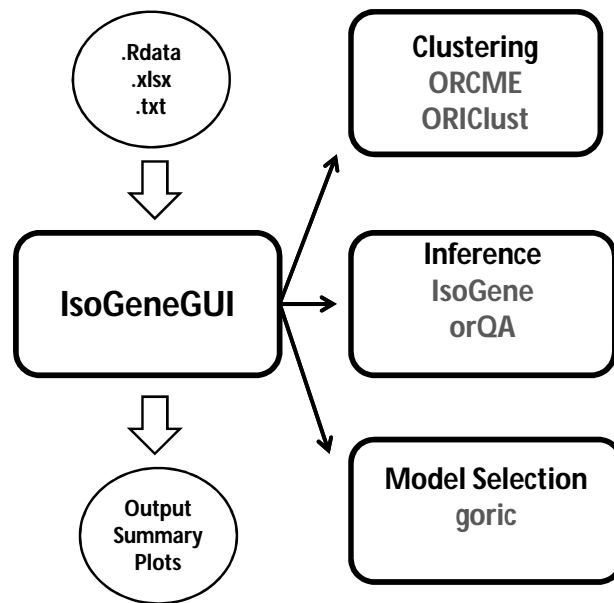 .Rdata
.xlsx
.txt
IsoGeneGUI
Output
Summary
Plots
Clustering
ORCME
ORIClust
Inference
IsoGene
orQA
Model Selection
goric